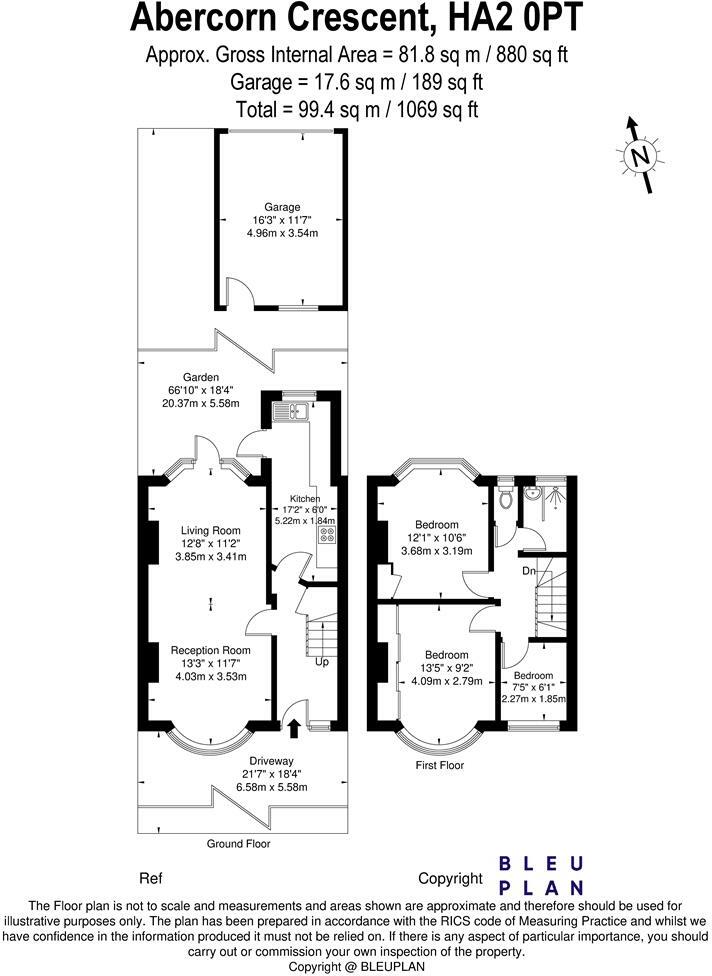 Abercorn Crescent, HA2 0PT
Approx. Gross Internal Area = 81.8 sq m / 880 sq ft
Garage = 17.6 sq m / 189 sq ft
Total = 99.4 sq m / 1069 sq ft
N
Garage
16'3" x 11'7"
4.96m x 3.54m
Garden
66'10" x 18'4"
20.37m x 5.58m
Kitchen
17'2" x 6'0"
5.22m x 1.84m
Living Room
12'8" x 11'2"
3.85m x 3.41m
Reception Room
13'3" x 11'7"
4.03m x 3.53m
Up
Driveway
21'7" x 18'4"
6.58m x 5.58m
Ground Floor
Bedroom
12'1" x 10'6"
3.68m x 3.19m
Dn
Bedroom
13'5" x 9'2"
4.09m x 2.79m
Bedroom
7'5" x 6'1"
2.27m x 1.85m
First Floor
Ref
Copyright
BLEU
PLAN
The Floor plan is not to scale and measurements and areas shown are approximate and therefore should be used for
illustrative purposes only. The plan has been prepared in accordance with the RICS code of Measuring Practice and whilst we
have confidence in the information produced it must not be relied on. If there is any aspect of particular importance, you should
carry out or commission your own inspection of the property.
Copyright @ BLEUPLAN